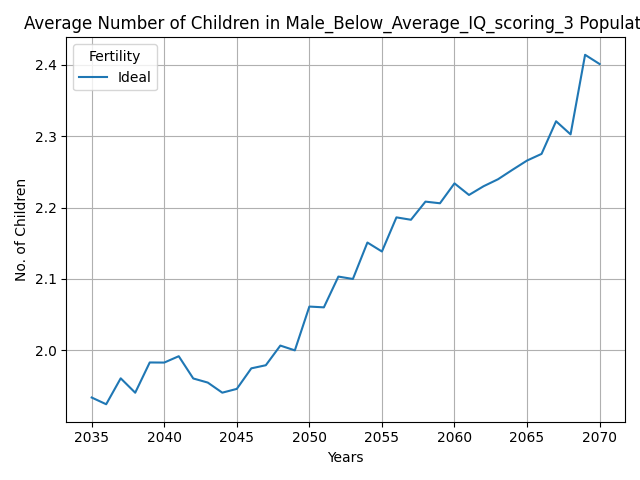 Average Number of Children in Male_Below_Average_IQ_scoring_3 Populat
Fertility
Ideal
No. of Children
2.4
2.3
2.2
2.1
2.0
2035 2040 2045 2050 2055 2060 2065 2070
Years